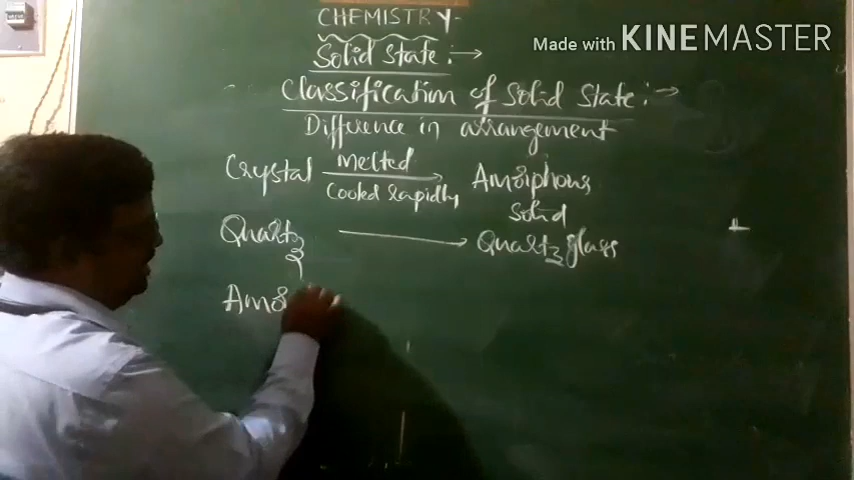 CHEMISTRY-
Made with KINEMASTER
Solid State :→
Classification of Solid State :→
Difference in arrangement
Crystal melted Cooled rapidly → Amorphous Solid
Quartz → Quartz glass
Amo